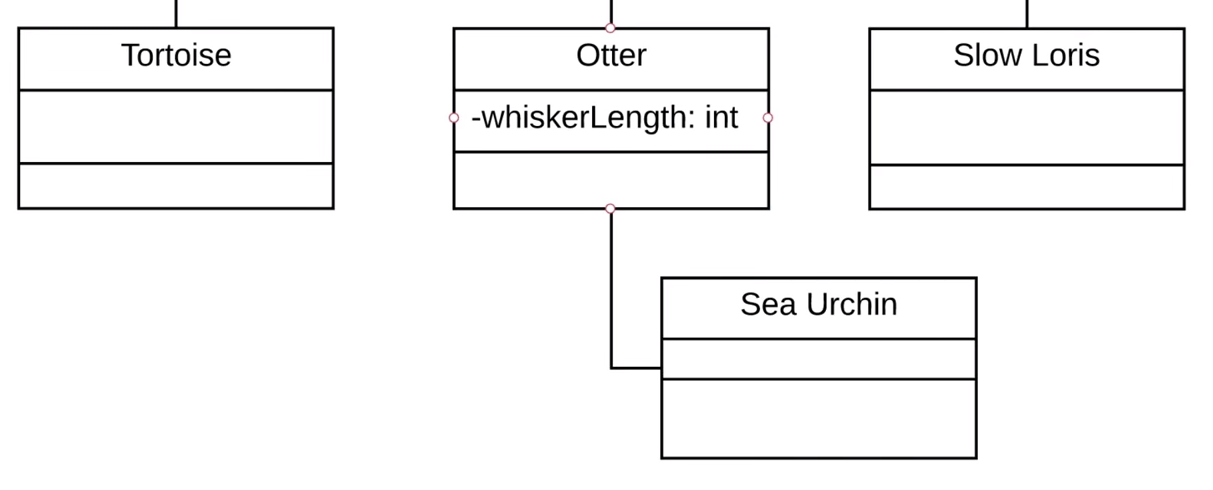 Tortoise
Otter
Slow Loris
-whiskerLength: int
Sea Urchin